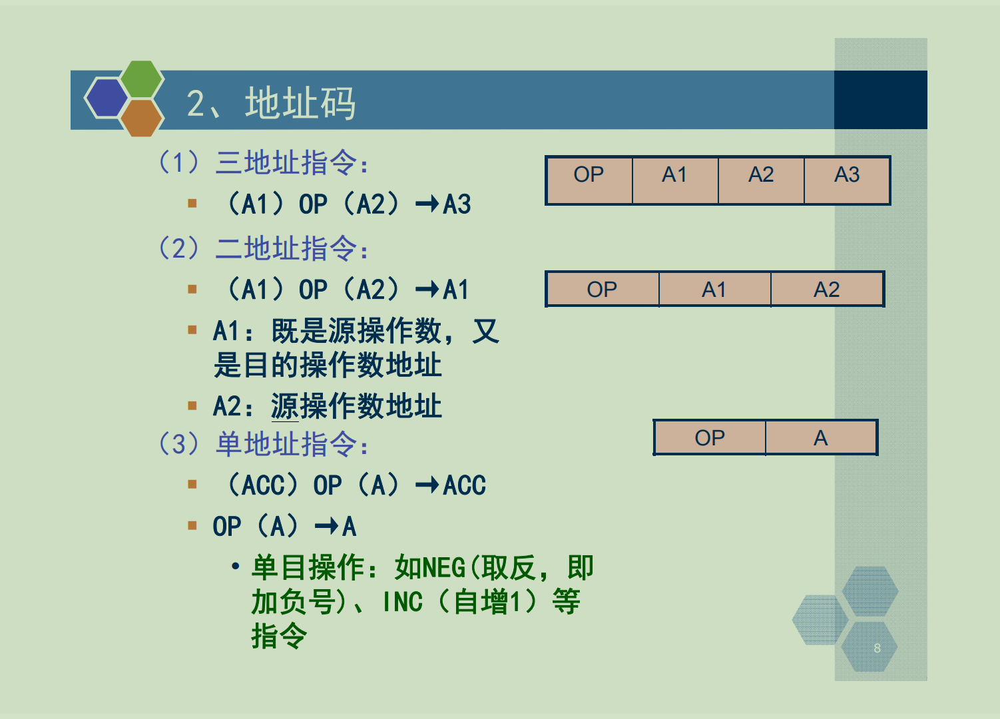 2、地址码
（1）三地址指令：
OP A1 A2 A3
（A1）OP（A2）→A3
（2）二地址指令：
（A1）OP（A2）→A1
OP A1 A2
A1：既是源操作数，又
是目的操作数地址
A2：源操作数地址
（3）单地址指令：
OP A
（ACC）OP（A）→ACC
OP（A）→A
单目操作：如NEG(取反，即
加负号)、INC（自增1）等
指令
8